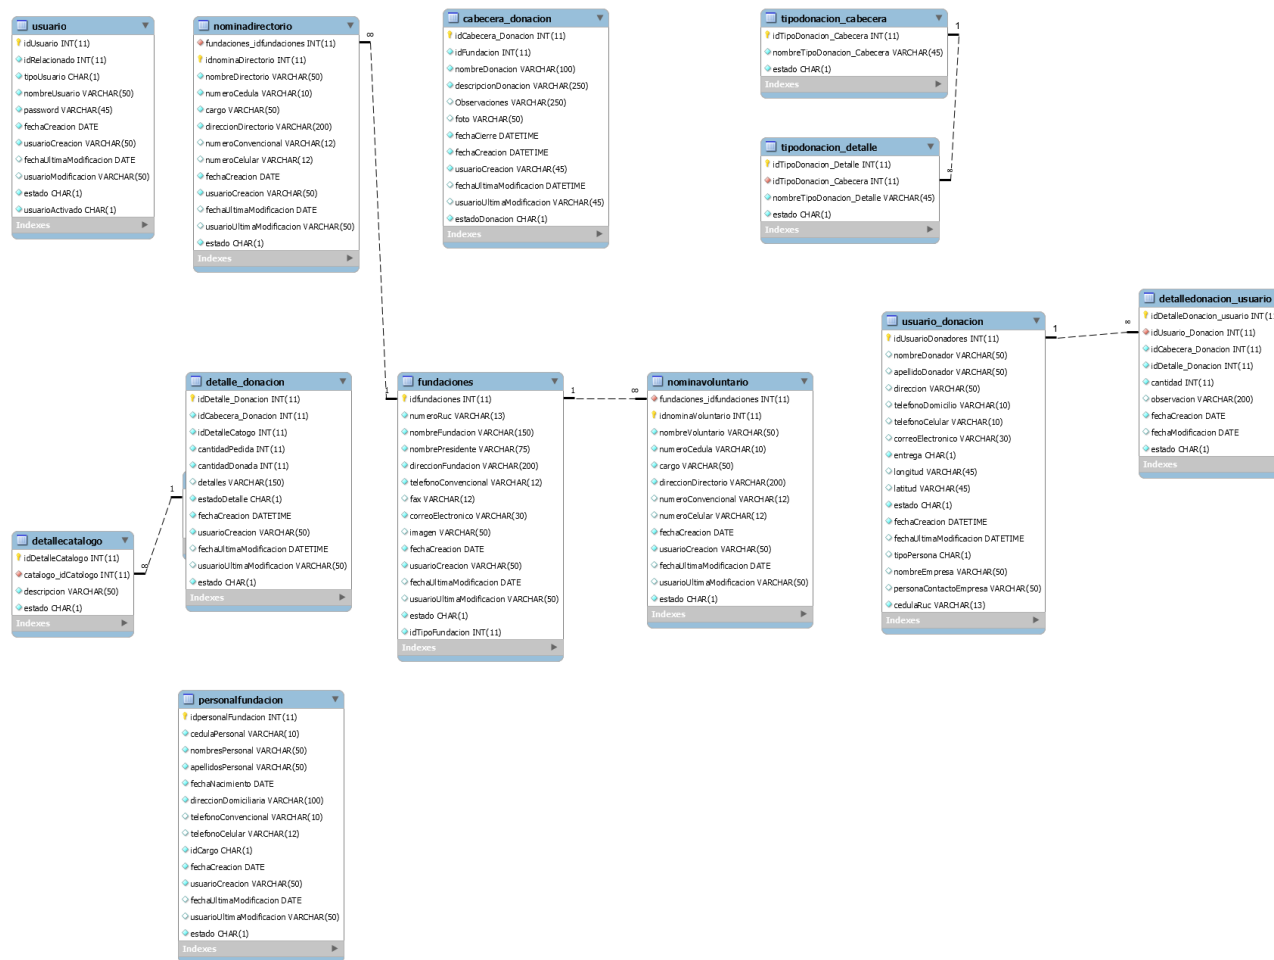 usuario
idUsuario INT(11)
idRelacionado INT(11)
tipoUsuario CHAR(1)
nombreUsuario VARCHAR(50)
password VARCHAR(45)
fechaCreacion DATE
usuarioCreacion VARCHAR(50)
fechaUltimaModificacion DATE
usuarioModificacion VARCHAR(50)
estado CHAR(1)
usuarioActivado CHAR(1)
Indexes
nominadirectorio
fundaciones_idfundaciones INT(11)
idnominaDirectorio INT(11)
nombreDirectorio VARCHAR(50)
numeroCedula VARCHAR(10)
cargo VARCHAR(50)
direccionDirectorio VARCHAR(200)
numeroConvencional VARCHAR(12)
numeroCelular VARCHAR(12)
fechaCreacion DATE
usuarioCreacion VARCHAR(50)
fechaUltimaModificacion DATE
usuarioUltimaModificacion VARCHAR(50)
estado CHAR(1)
Indexes
∞
1
cabecera_donacion
idCabecera_Donacion INT(11)
idFundacion INT(11)
nombreDonacion VARCHAR(100)
descripcionDonacion VARCHAR(250)
Observaciones VARCHAR(250)
foto VARCHAR(50)
fechaCierre DATETIME
fechaCreacion DATETIME
usuarioCreacion VARCHAR(45)
fechaUltimaModificacion DATETIME
usuarioUltimaModificacion VARCHAR(45)
estadoDonacion CHAR(1)
Indexes
tipodonacion_cabecera
idTipoDonacion_Cabecera INT(11)
nombreTipoDonacion_Cabecera VARCHAR(45)
estado CHAR(1)
Indexes
1
∞
tipodonacion_detalle
idTipoDonacion_Detalle INT(11)
idTipoDonacion_Cabecera INT(11)
nombreTipoDonacion_Detalle VARCHAR(45)
estado CHAR(1)
Indexes
detalle_donacion
idDetalle_Donacion INT(11)
idCabecera_Donacion INT(11)
idDetalleCatogo INT(11)
cantidadPedida INT(11)
cantidadDonada INT(11)
detalles VARCHAR(150)
estadoDetalle CHAR(1)
fechaCreacion DATETIME
usuarioCreacion VARCHAR(50)
fechaUltimaModificacion DATETIME
usuarioUltimaModificacion VARCHAR(50)
estado CHAR(1)
Indexes
1
∞
detallecatalogo
idDetalleCatalogo INT(11)
catalogo_idCatologo INT(11)
descripcion VARCHAR(50)
estado CHAR(1)
Indexes
fundaciones
idfundaciones INT(11)
numeroRuc VARCHAR(13)
nombreFundacion VARCHAR(150)
nombrePresidente VARCHAR(75)
direccionFundacion VARCHAR(200)
telefonoConvencional VARCHAR(12)
fax VARCHAR(12)
correoElectronico VARCHAR(30)
imagen VARCHAR(50)
fechaCreacion DATE
usuarioCreacion VARCHAR(50)
fechaUltimaModificacion DATE
usuarioUltimaModificacion VARCHAR(50)
estado CHAR(1)
idTipoFundacion INT(11)
Indexes
1
∞
nominavoluntario
fundaciones_idfundaciones INT(11)
idnominaVoluntario INT(11)
nombreVoluntario VARCHAR(50)
numeroCedula VARCHAR(10)
cargo VARCHAR(50)
direccionDirectorio VARCHAR(200)
numeroConvencional VARCHAR(12)
numeroCelular VARCHAR(12)
fechaCreacion DATE
usuarioCreacion VARCHAR(50)
fechaUltimaModificacion DATE
usuarioUltimaModificacion VARCHAR(50)
estado CHAR(1)
Indexes
usuario_donacion
idUsuarioDonadores INT(11)
nombreDonador VARCHAR(50)
apellidoDonador VARCHAR(50)
direccion VARCHAR(50)
telefonoDomicilio VARCHAR(10)
telefonoCelular VARCHAR(10)
correoElectronico VARCHAR(30)
entrega CHAR(1)
longitud VARCHAR(45)
latitud VARCHAR(45)
estado CHAR(1)
fechaCreacion DATETIME
fechaUltimaModificacion DATETIME
tipoPersona CHAR(1)
nombreEmpresa VARCHAR(50)
personaContactoEmpresa VARCHAR(50)
cedulaRuc VARCHAR(13)
Indexes
1
∞
detalledonacion_usuario
idDetalleDonacion_usuario INT(1
idUsuario_Donacion INT(11)
idCabecera_Donacion INT(11)
idDetalle_Donacion INT(11)
cantidad INT(11)
observacion VARCHAR(200)
fechaCreacion DATE
fechaModificacion DATE
estado CHAR(1)
Indexes
personalfundacion
idpersonalFundacion INT(11)
cedulaPersonal VARCHAR(10)
nombresPersonal VARCHAR(50)
apellidosPersonal VARCHAR(50)
fechaNacimiento DATE
direccionDomiciliaria VARCHAR(100)
telefonoConvencional VARCHAR(10)
telefonoCelular VARCHAR(12)
idCargo CHAR(1)
fechaCreacion DATE
usuarioCreacion VARCHAR(50)
fechaUltimaModificacion DATE
usuarioUltimaModificacion VARCHAR(50)
estado CHAR(1)
Indexes